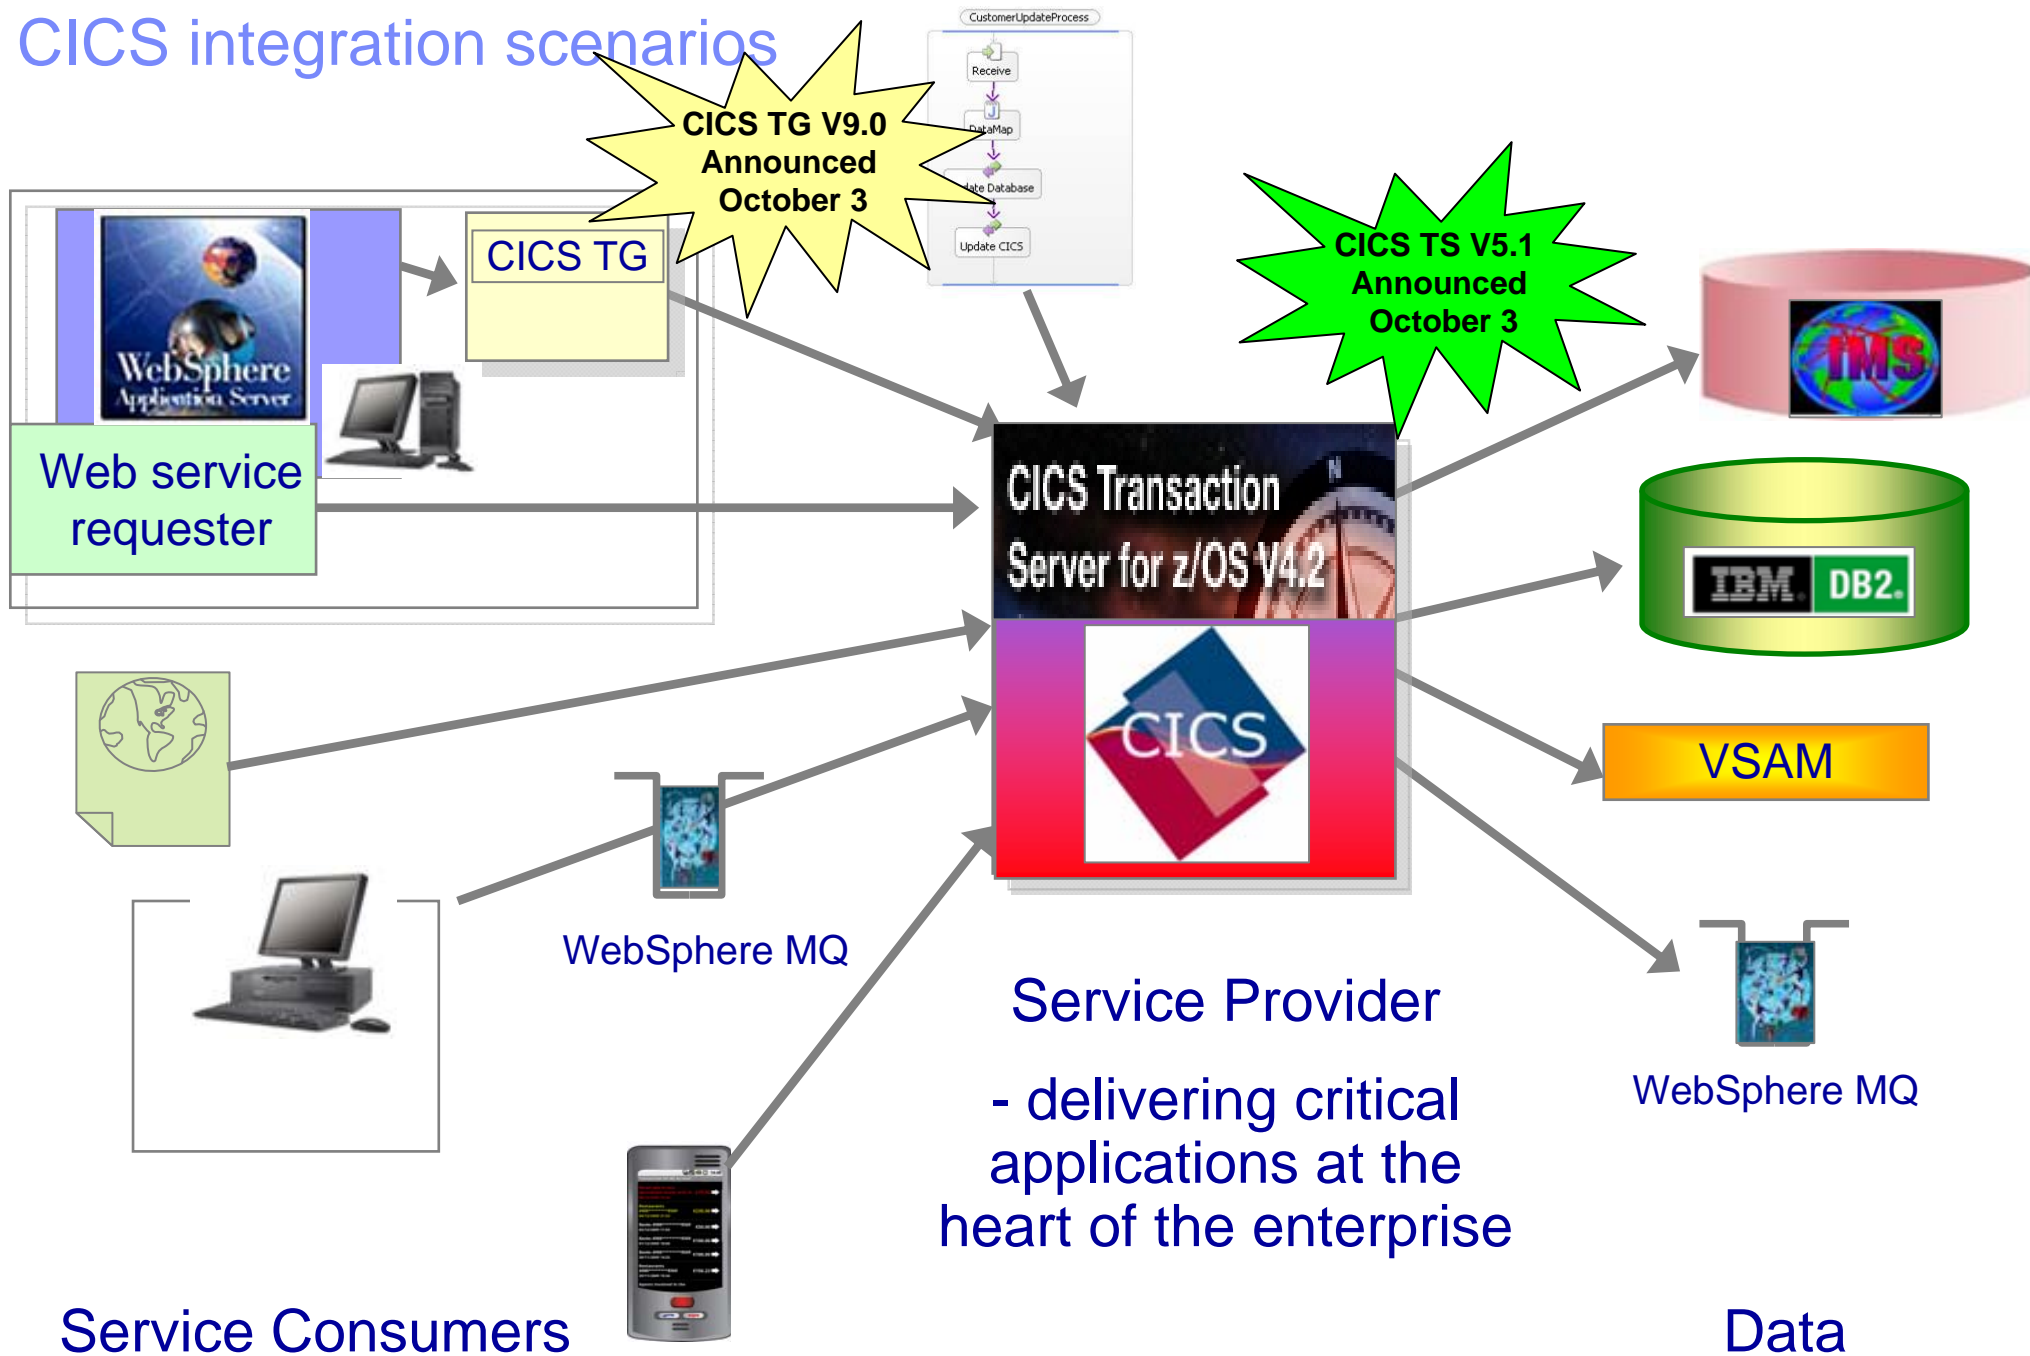 CICS integration scenarios
CustomerUpdateProcess
Receive
DataMap
date Database
Update CICS
CICS TG V9.0
Announced
October 3
CICS TS V5.1
Announced
October 3
CICS TG
WebSphere
Application Server
Web service
requester
IMS
CICS Transaction
Server for z/OS V4.2
N
IBM. DB2.
CICS
VSAM
WebSphere MQ
WebSphere MQ
Service Provider
- delivering critical
applications at the
heart of the enterprise
Service Consumers
Data